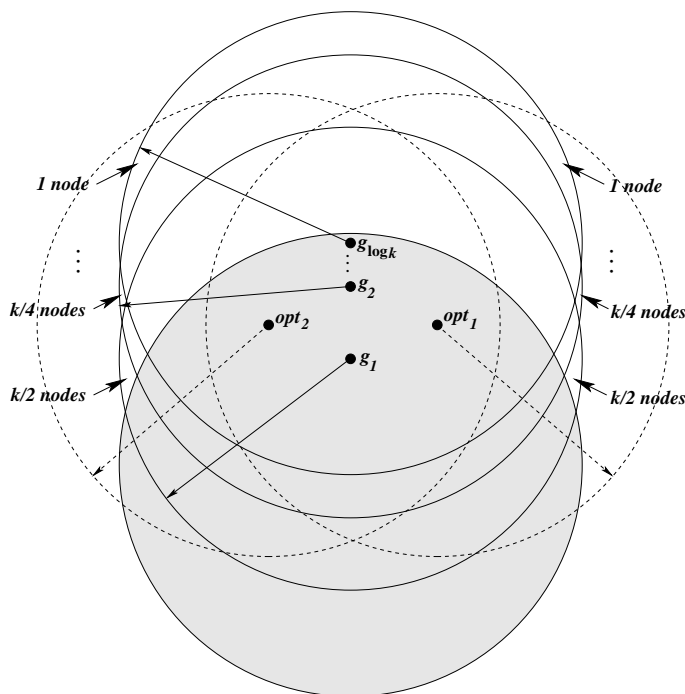 1 node
1 node
g_log k
⋮
⋮
⋮
g_2
k/4 nodes
k/4 nodes
opt_2
opt_1
g_1
k/2 nodes
k/2 nodes